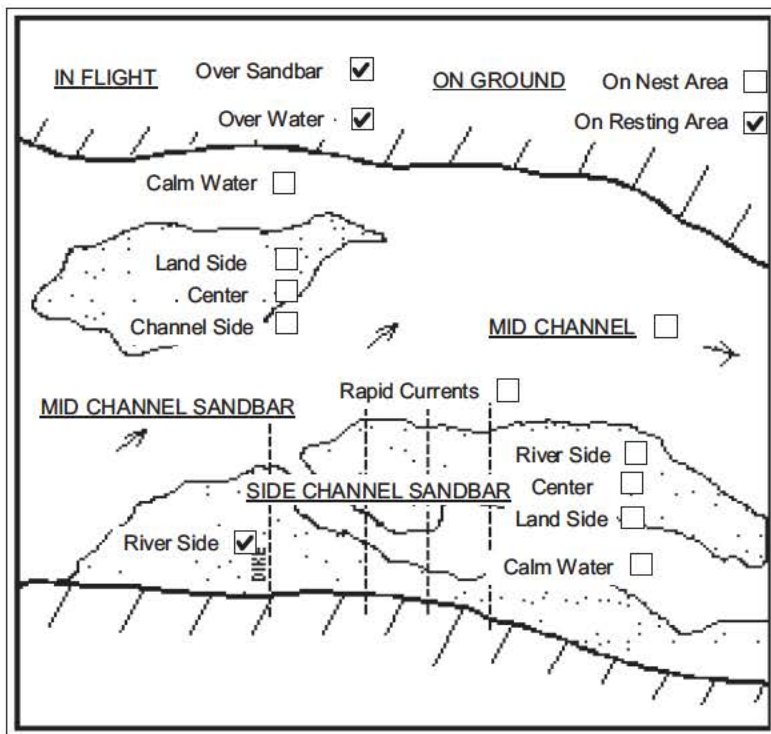 IN FLIGHT Over Sandbar ON GROUND On Nest Area
Over Water On Resting Area
Calm Water
Land Side
Center
Channel Side
MID CHANNEL
Rapid Currents
MID CHANNEL SANDBAR
River Side
SIDE CHANNEL SANDBAR Center
Land Side
River Side
DIKE
Calm Water